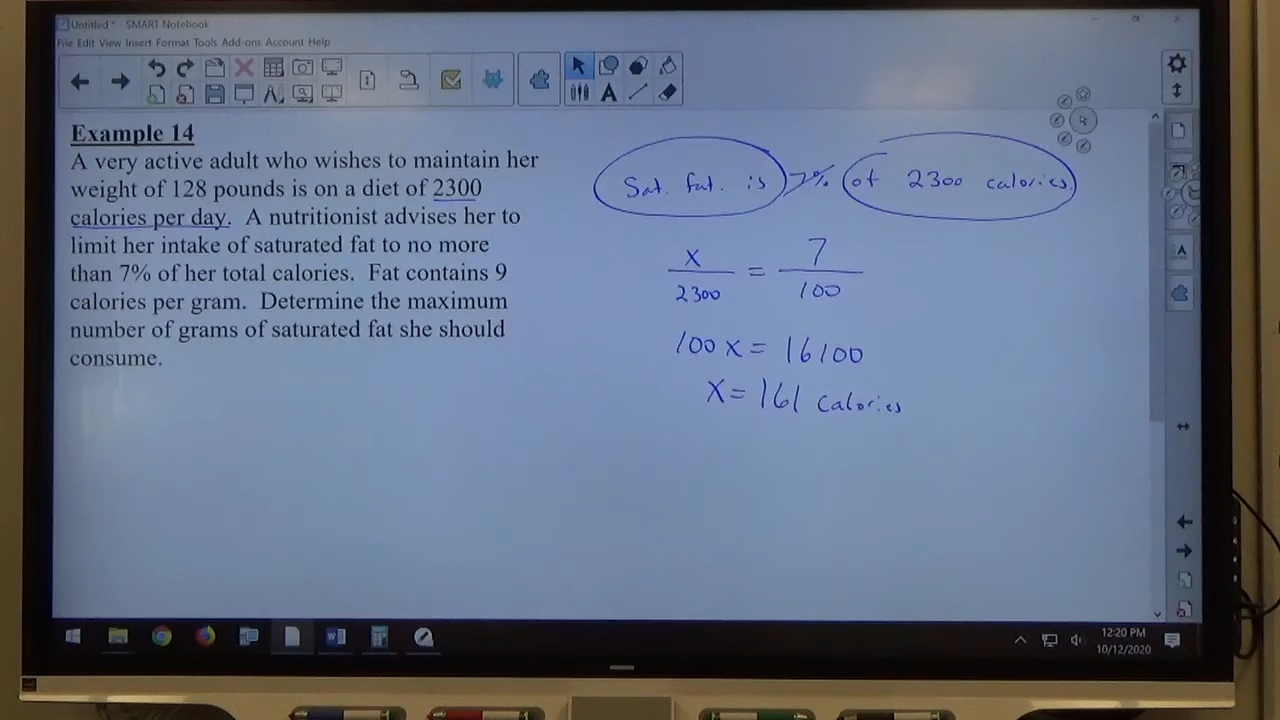 Untitled * - SMART Notebook
File Edit View Insert Format Tools Add-ons Account Help
Example 14
A very active adult who wishes to maintain her
weight of 128 pounds is on a diet of 2300
calories per day. A nutritionist advises her to
limit her intake of saturated fat to no more
than 7% of her total calories. Fat contains 9
calories per gram. Determine the maximum
number of grams of saturated fat she should
consume.
Sat. fat. is 7% of 2300 calories.
x/2300 = 7/100
100x = 16100
x = 161 calories
12:20 PM
10/12/2020